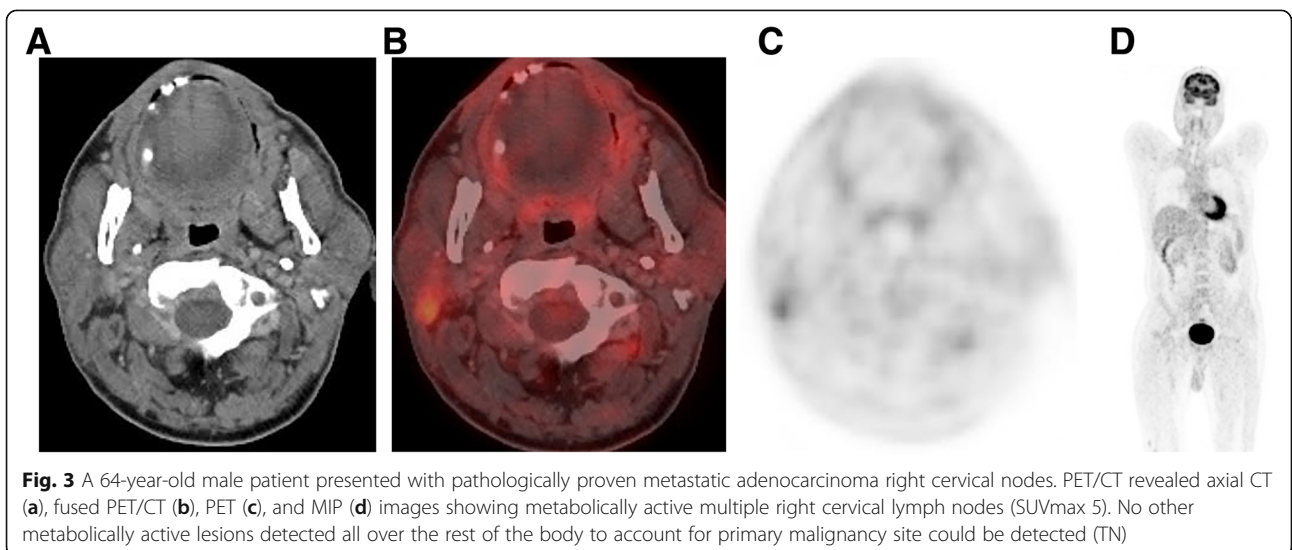 A B C D
Fig. 3 A 64-year-old male patient presented with pathologically proven metastatic adenocarcinoma right cervical nodes. PET/CT revealed axial CT
(a), fused PET/CT (b), PET (c), and MIP (d) images showing metabolically active multiple right cervical lymph nodes (SUVmax 5). No other
metabolically active lesions detected all over the rest of the body to account for primary malignancy site could be detected (TN)